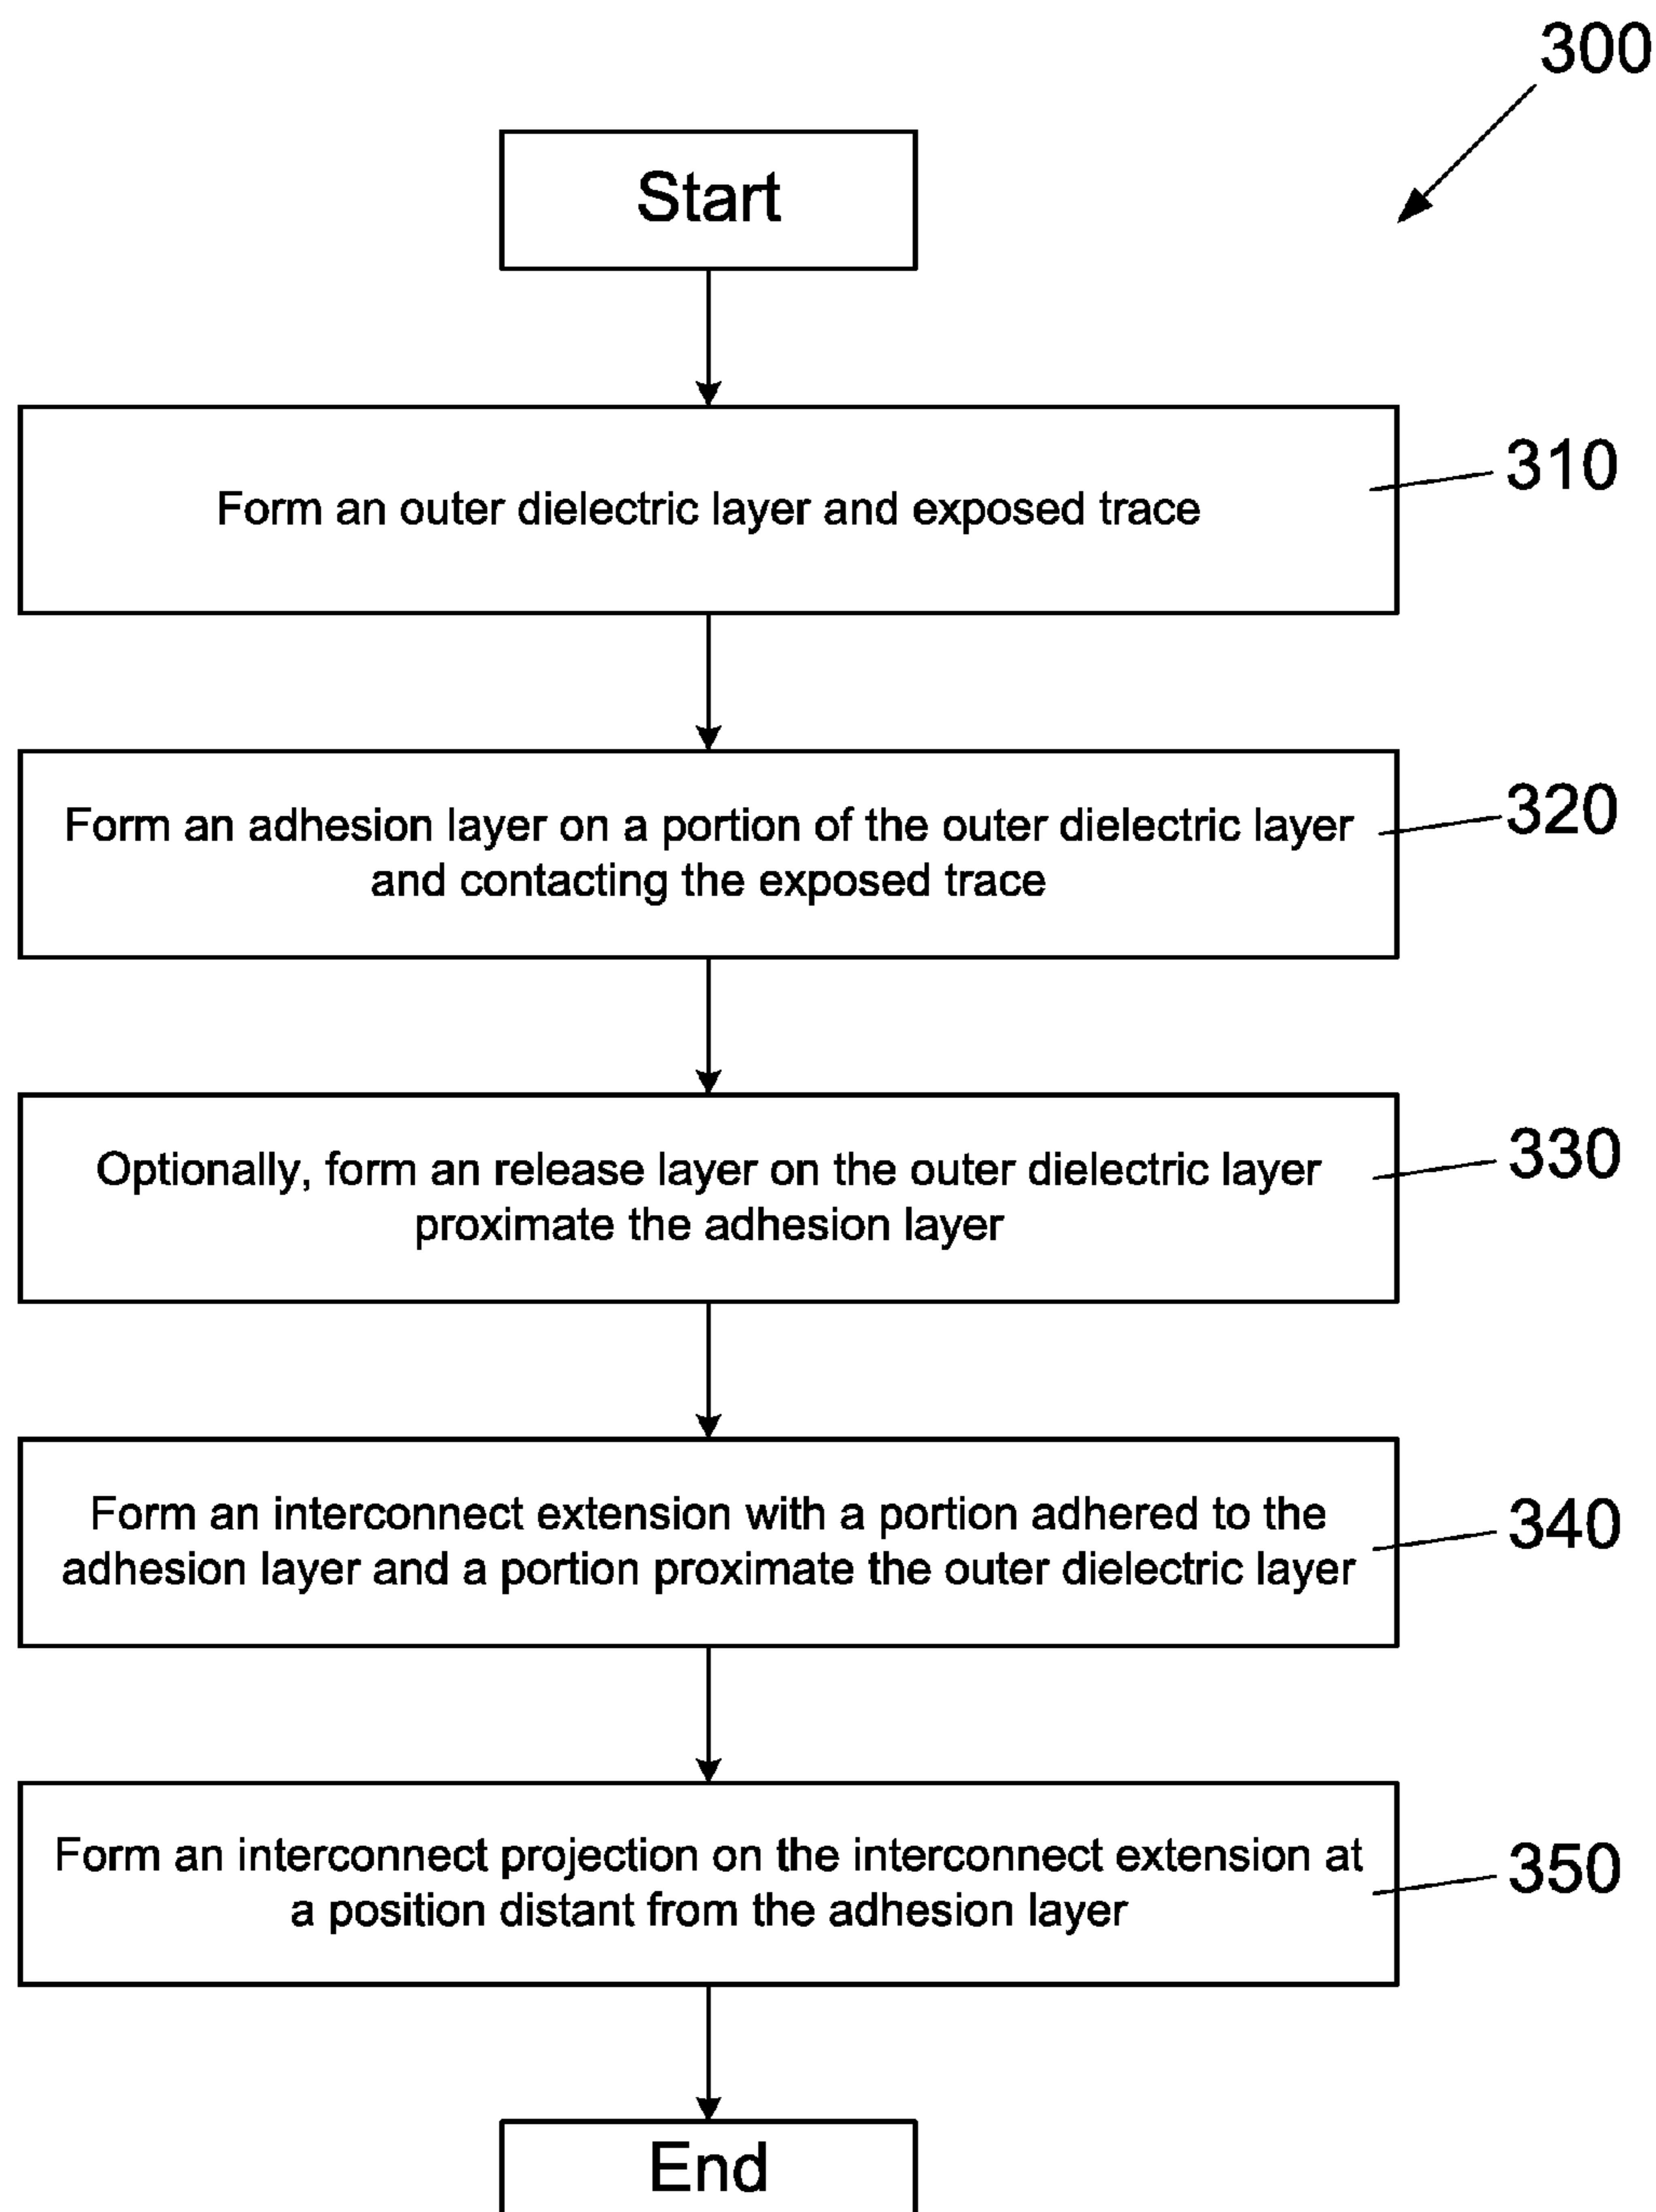 300
Start
Form an outer dielectric layer and exposed trace
310
Form an adhesion layer on a portion of the outer dielectric layer
and contacting the exposed trace
320
Optionally, form an release layer on the outer dielectric layer
proximate the adhesion layer
330
Form an interconnect extension with a portion adhered to the
adhesion layer and a portion proximate the outer dielectric layer
340
Form an interconnect projection on the interconnect extension at
a position distant from the adhesion layer
350
End